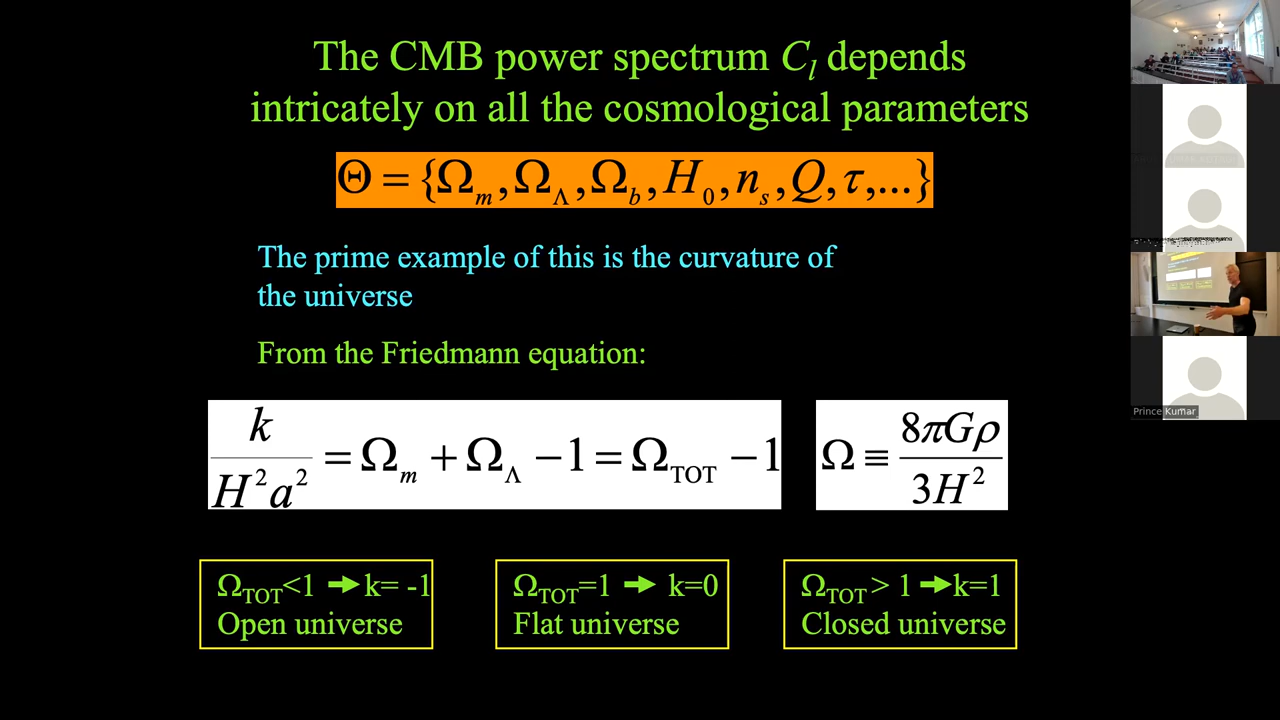 The CMB power spectrum C_l depends
intricately on all the cosmological parameters
Θ = {Ω_m, Ω_Λ, Ω_b, H_0, n_s, Q, τ,...}
The prime example of this is the curvature of
the universe
From the Friedmann equation:
k/(H²a²) = Ω_m + Ω_Λ − 1 = Ω_TOT − 1
Ω ≡ 8πGρ/(3H²)
Ω_TOT<1 ➞ k= -1
Open universe
Ω_TOT=1 ➞ k=0
Flat universe
Ω_TOT > 1 ➞ k=1
Closed universe
Prince Kumar